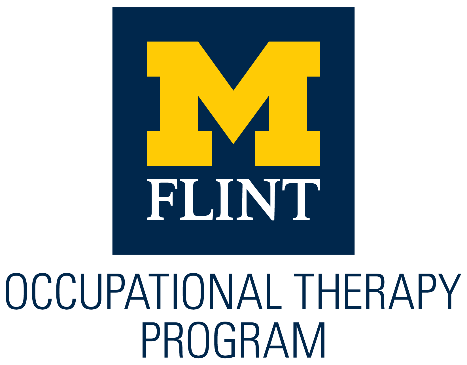 M
FLINT
OCCUPATIONAL THERAPY
PROGRAM